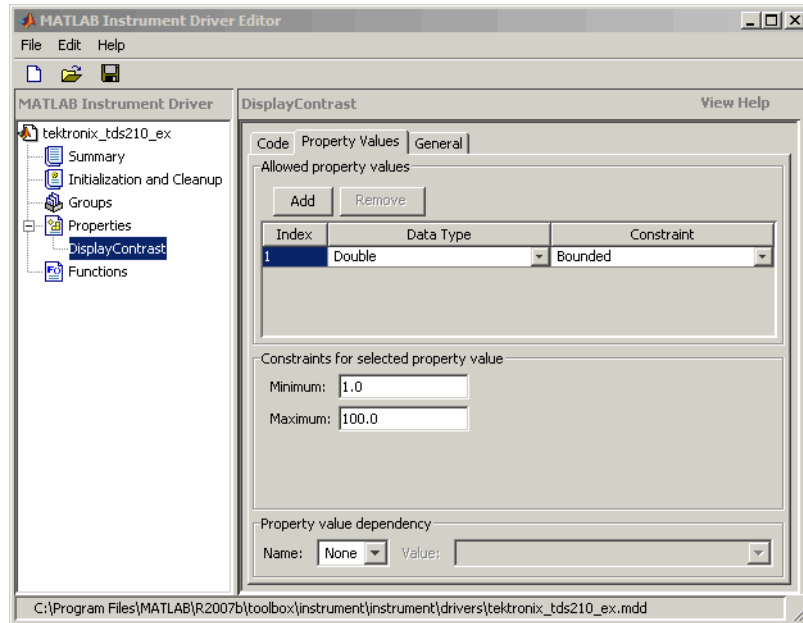 MATLAB Instrument Driver Editor
File Edit Help
MATLAB Instrument Driver
DisplayContrast
View Help
tektronix_tds210_ex
Summary
Initialization and Cleanup
Groups
Properties
DisplayContrast
Functions
Code Property Values General
Allowed property values
Add Remove
Index Data Type Constraint
1 Double Bounded
Constraints for selected property value
Minimum: 1.0
Maximum: 100.0
Property value dependency
Name: None Value:
C:\Program Files\MATLAB\R2007b\toolbox\instrument\instrument\drivers\tektronix_tds210_ex.mdd